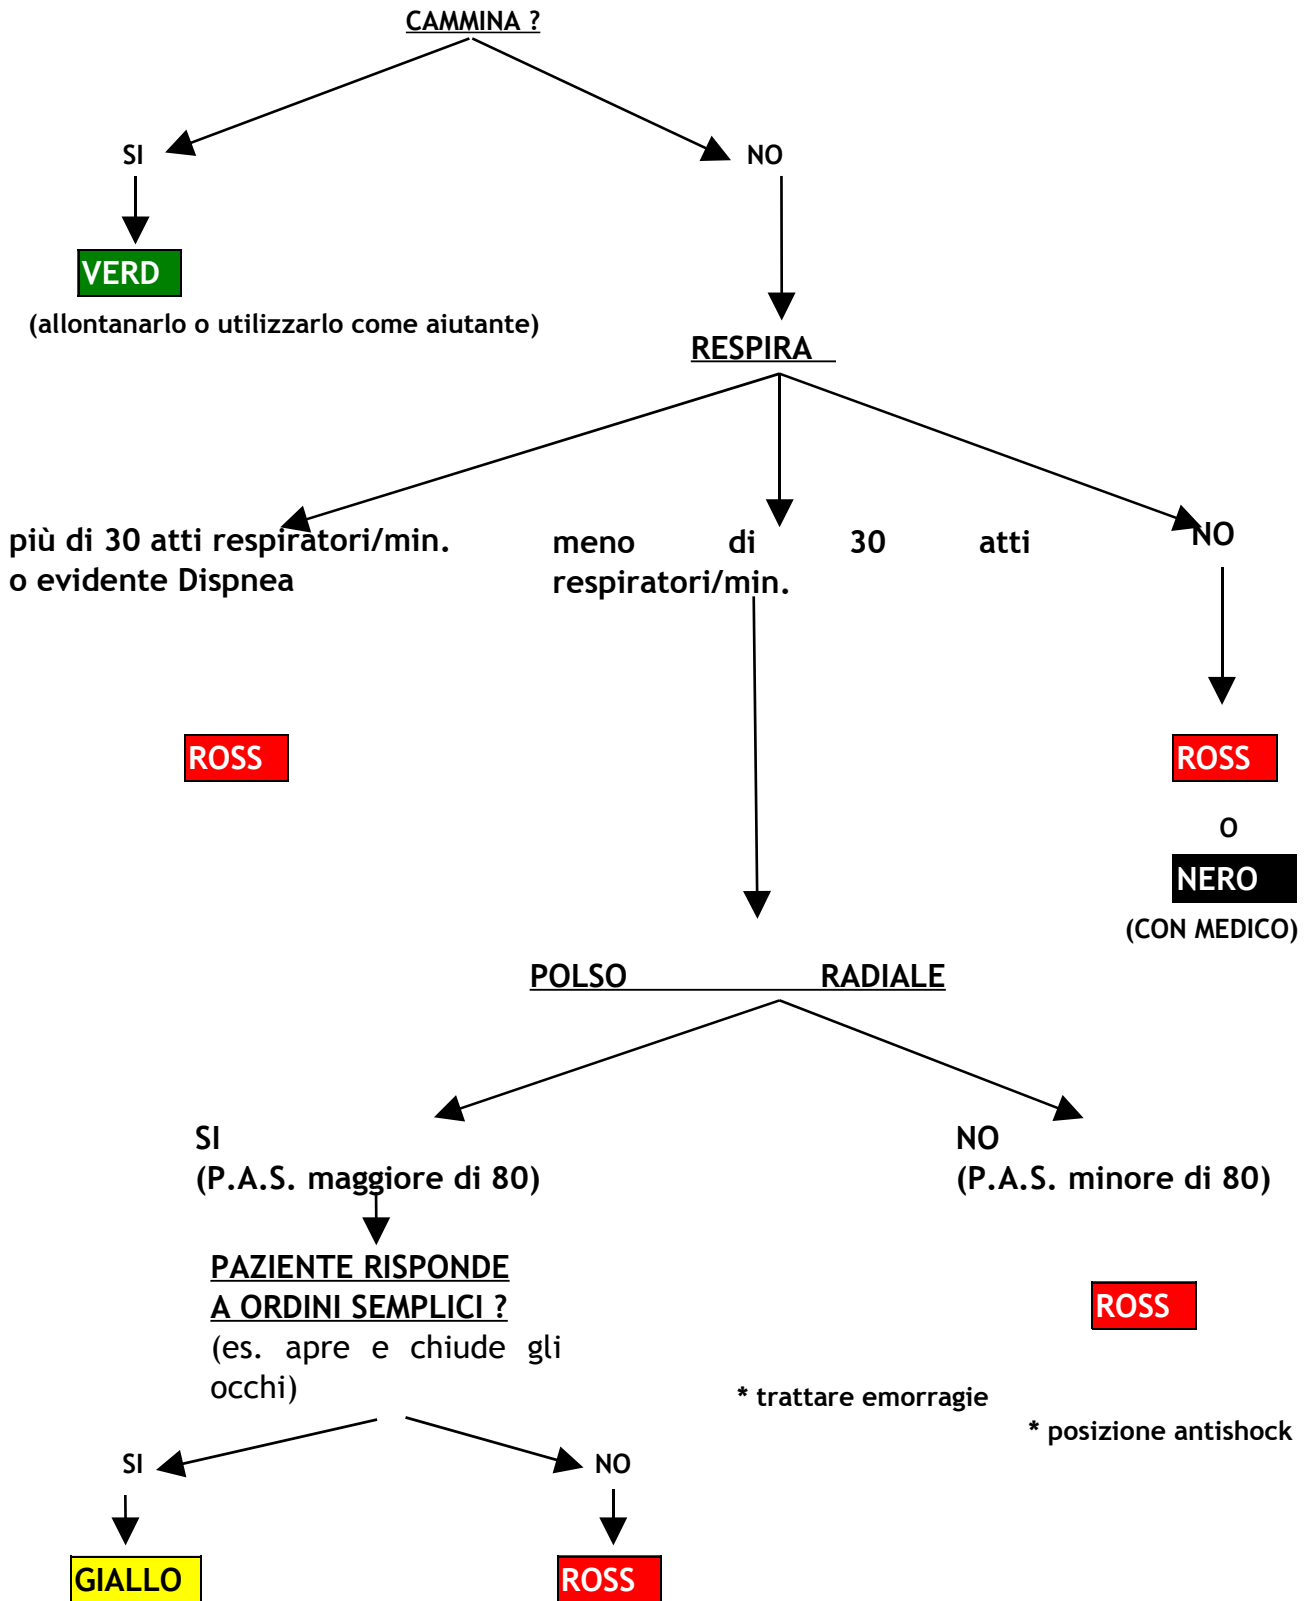 CAMMINA ?
SI
NO
VERD
(allontanarlo o utilizzarlo come aiutante)
RESPIRA
più di 30 atti respiratori/min.
o evidente Dispnea
meno di 30 atti
respiratori/min.
NO
ROSS
ROSS
O
NERO
(CON MEDICO)
POLSO RADIALE
SI
(P.A.S. maggiore di 80)
NO
(P.A.S. minore di 80)
PAZIENTE RISPONDE
A ORDINI SEMPLICI ?
(es. apre e chiude gli
occhi)
ROSS
* trattare emorragie
* posizione antishock
SI
NO
GIALLO
ROSS